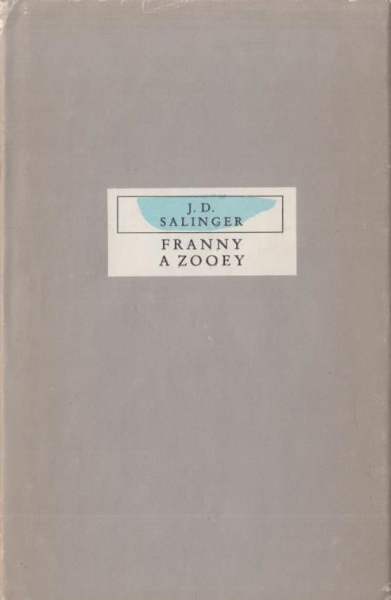 J. D.
SALINGER
FRANNY
A ZOOEY